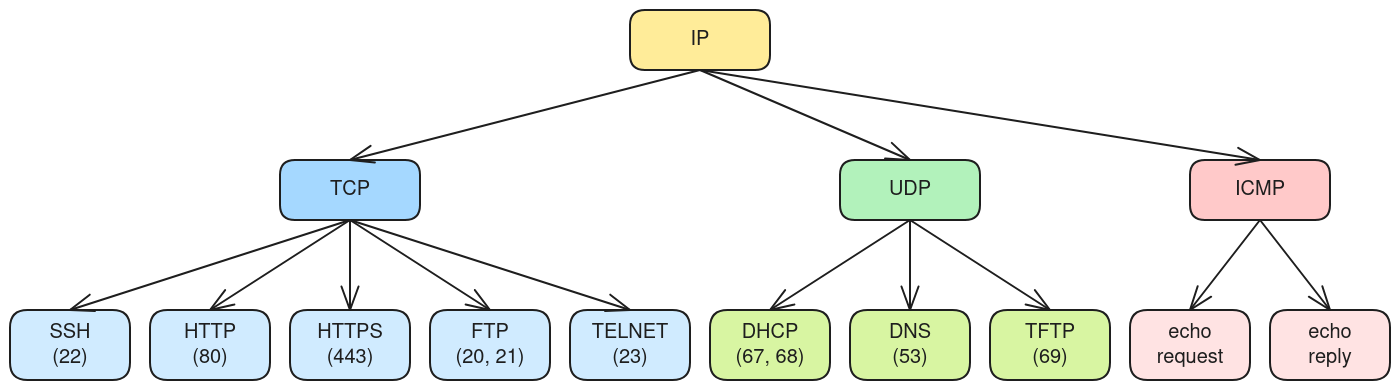 IP
TCP
UDP
ICMP
SSH
(22)
HTTP
(80)
HTTPS
(443)
FTP
(20, 21)
TELNET
(23)
DHCP
(67, 68)
DNS
(53)
TFTP
(69)
echo
request
echo
reply